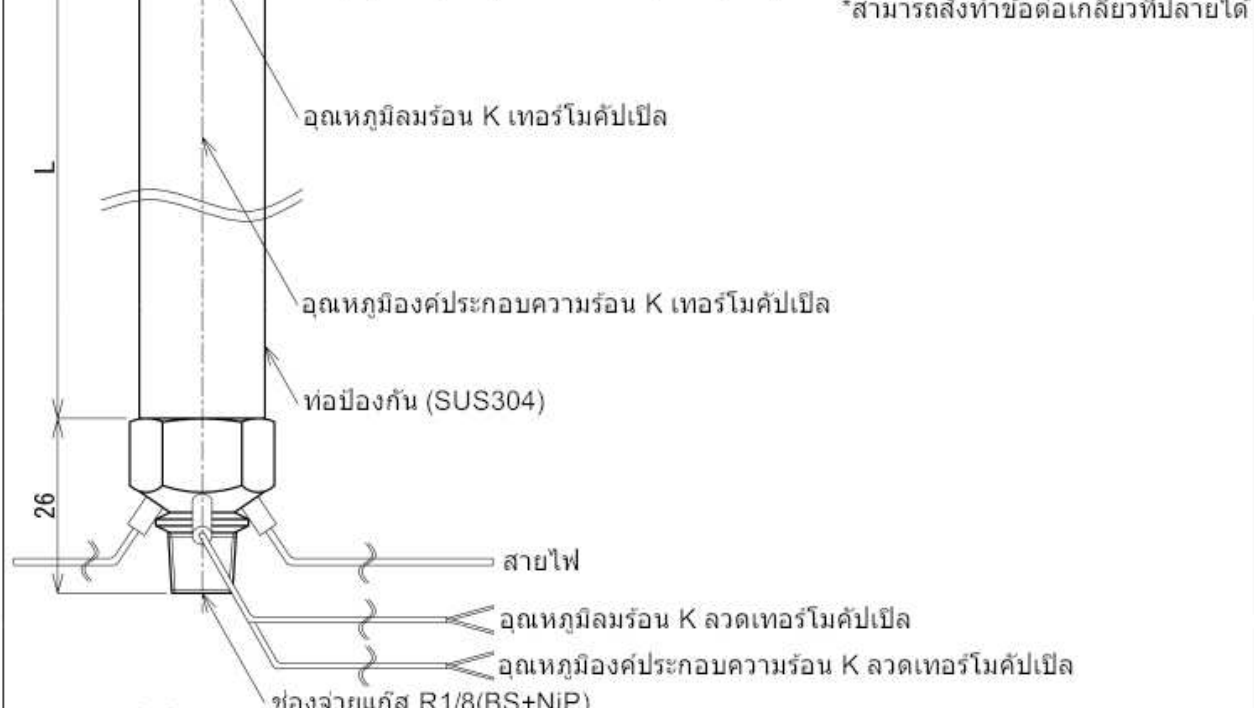 *สามารถสั่งทำข้อต่อเกลียวที่ปลายได้
อุณหภูมิลมร้อน K เทอร์โมคัปเปิล
L
อุณหภูมิองค์ประกอบความร้อน K เทอร์โมคัปเปิล
ท่อป้องกัน (SUS304)
26
สายไฟ
อุณหภูมิลมร้อน K ลวดเทอร์โมคัปเปิล
อุณหภูมิองค์ประกอบความร้อน K ลวดเทอร์โมคัปเปิล
ช่องจ่ายแก๊ส R1/8(BS+NiP)